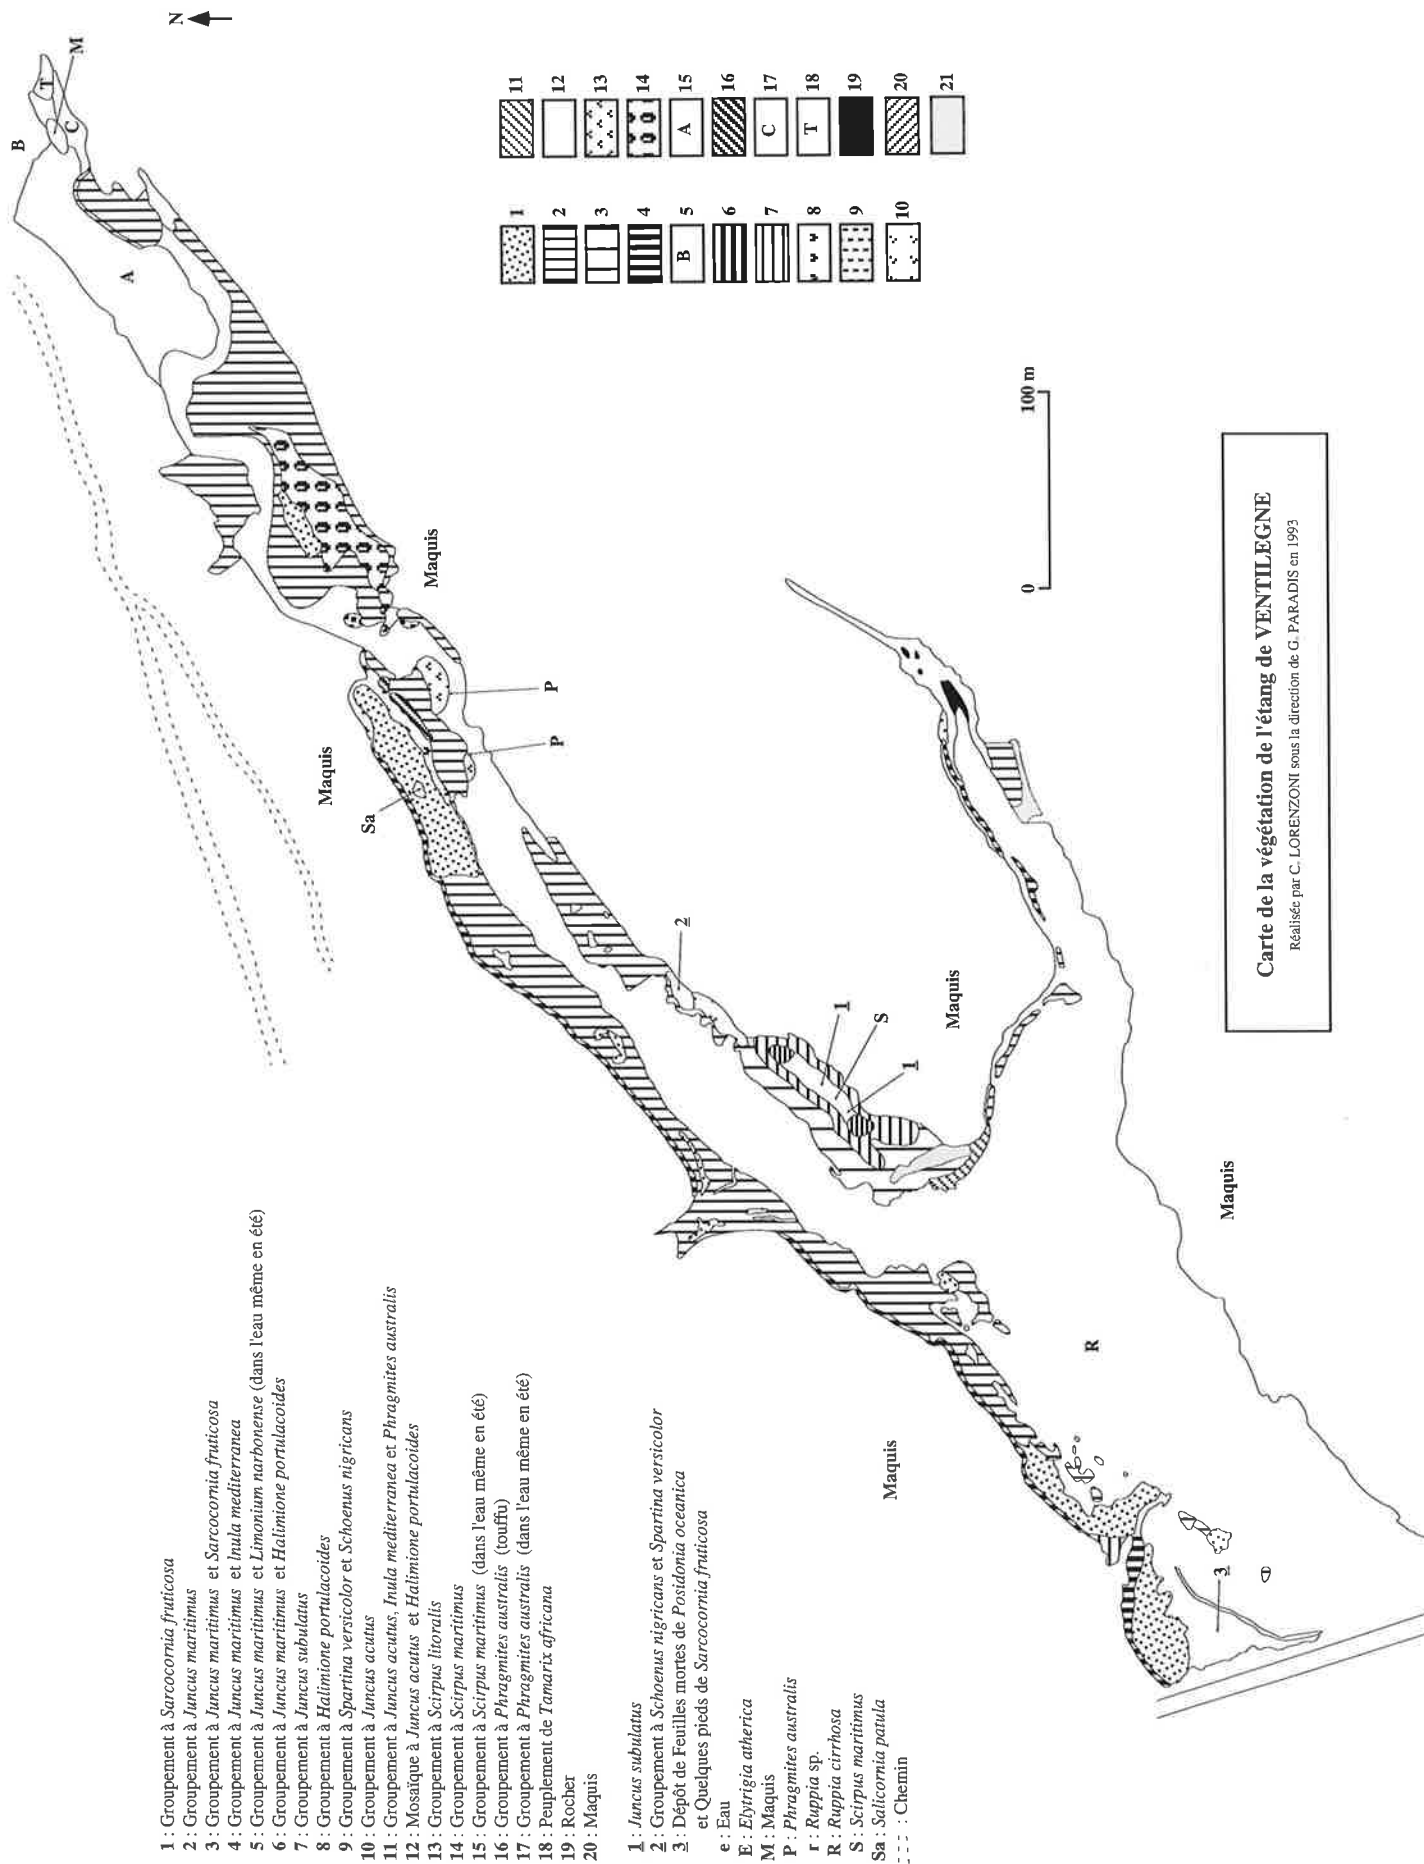 1 : Groupement à Sarcocornia fruticosa
2 : Groupement à Juncus maritimus
3 : Groupement à Juncus maritimus et Sarcocornia fruticosa
4 : Groupement à Juncus maritimus et Inula mediterranea
5 : Groupement à Juncus maritimus et Limonium narbonense (dans l'eau même en été)
6 : Groupement à Juncus maritimus et Halimione portulacoides
7 : Groupement à Juncus subulatus
8 : Groupement à Halimione portulacoides
9 : Groupement à Spartina versicolor et Schoenus nigricans
10 : Groupement à Juncus acutus
11 : Groupement à Juncus acutus, Inula mediterranea et Phragmites australis
12 : Mosaïque à Juncus acutus et Halimione portulacoides
13 : Groupement à Scirpus litoralis
14 : Groupement à Scirpus maritimus
15 : Groupement à Scirpus maritimus (dans l'eau même en été)
16 : Groupement à Phragmites australis (touffu)
17 : Groupement à Phragmites australis (dans l'eau même en été)
18 : Peuplement de Tamarix africana
19 : Rocher
20 : Maquis
1 : Juncus subulatus
2 : Groupement à Schoenus nigricans et Spartina versicolor
3 : Dépôt de Feuilles mortes de Posidonia oceanica
et Quelques pieds de Sarcocornia fruticosa
e : Eau
E : Elytrigia atherica
M : Maquis
P : Phragmites australis
r : Ruppia sp.
R : Ruppia cirrhosa
S : Scirpus maritimus
Sa : Salicornia patula
: Chemin
N
B
T
M
C
A
Maquis
Maquis
Sa
P
P
2
1
S
1
Maquis
Maquis
Maquis
R
3
1
2
3
4
B 5
6
7
8
9
10
11
12
13
14
A 15
16
C 17
T 18
19
20
21
0 100 m
Carte de la végétation de l'étang de VENTILEGNE
Réalisée par C. LORENZONI sous la direction de G. PARADIS en 1993